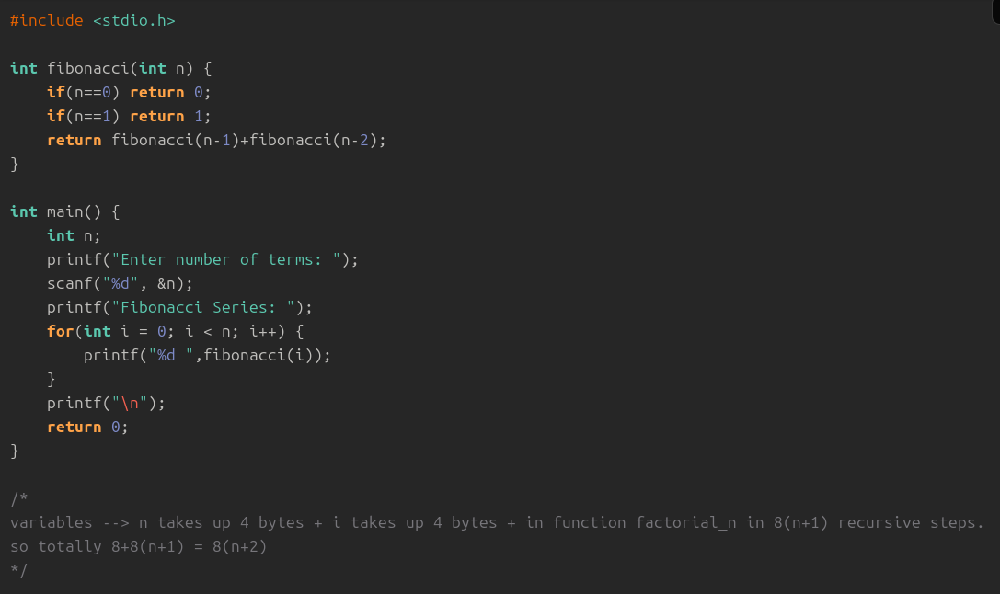 #include <stdio.h>

int fibonacci(int n) {
    if(n==0) return 0;
    if(n==1) return 1;
    return fibonacci(n-1)+fibonacci(n-2);
}

int main() {
    int n;
    printf("Enter number of terms: ");
    scanf("%d", &n);
    printf("Fibonacci Series: ");
    for(int i = 0; i < n; i++) {
        printf("%d ",fibonacci(i));
    }
    printf("\n");
    return 0;
}

/*
variables --> n takes up 4 bytes + i takes up 4 bytes + in function factorial_n in 8(n+1) recursive steps.
so totally 8+8(n+1) = 8(n+2)
*/